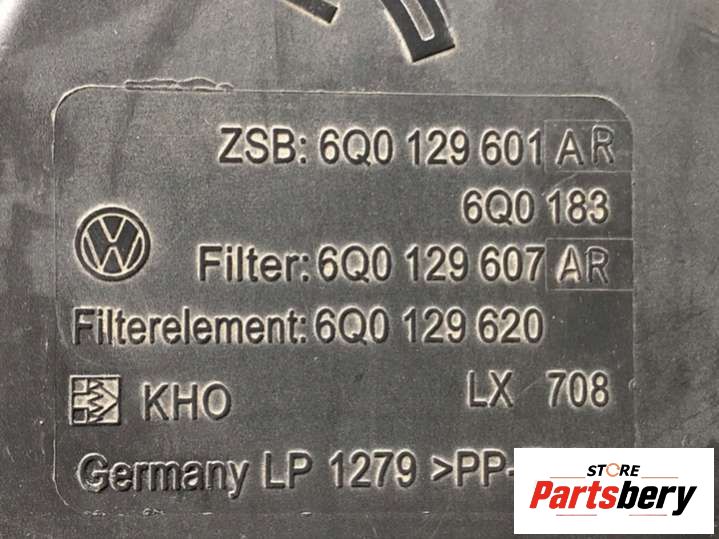 ZSB: 6Q0 129 601 AR
6Q0 183
Filter: 6Q0 129 607 AR
Filterelement: 6Q0 129 620
KHO LX 708
Germany LP 1279 >PP-
STORE
Partsbery